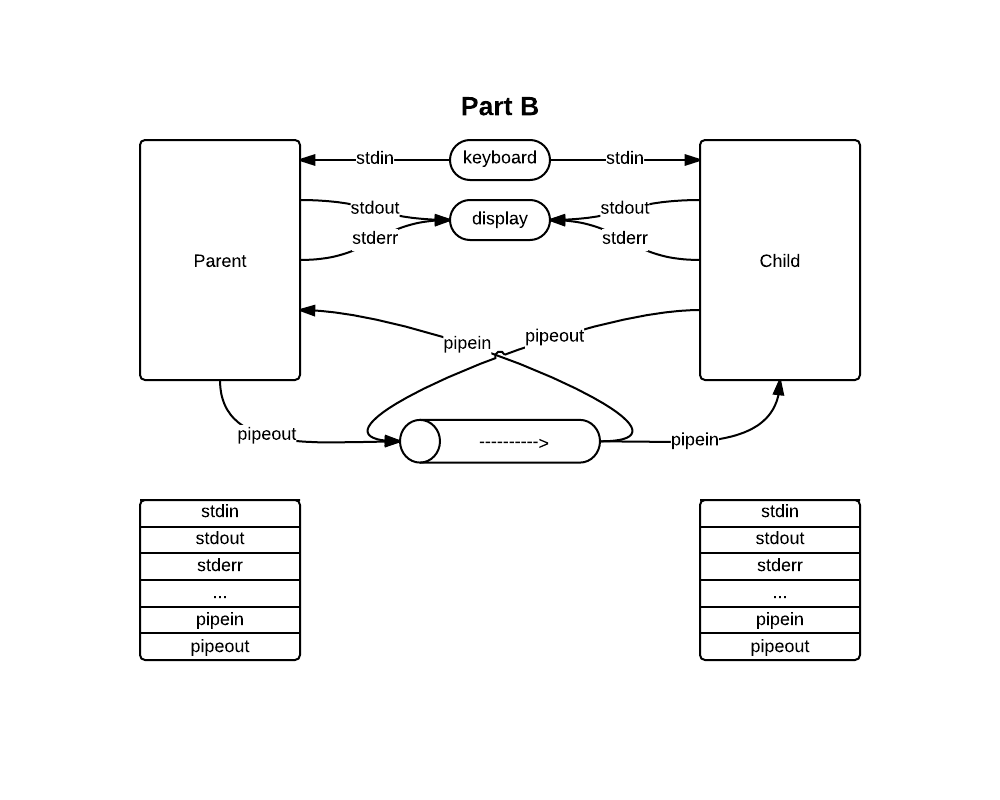 Part B
stdin
keyboard
stdin
stdout
display
stdout
stderr
stderr
Parent
Child
pipein
pipeout
pipeout
---------->
pipein
stdin
stdout
stderr
...
pipein
pipeout
stdin
stdout
stderr
...
pipein
pipeout